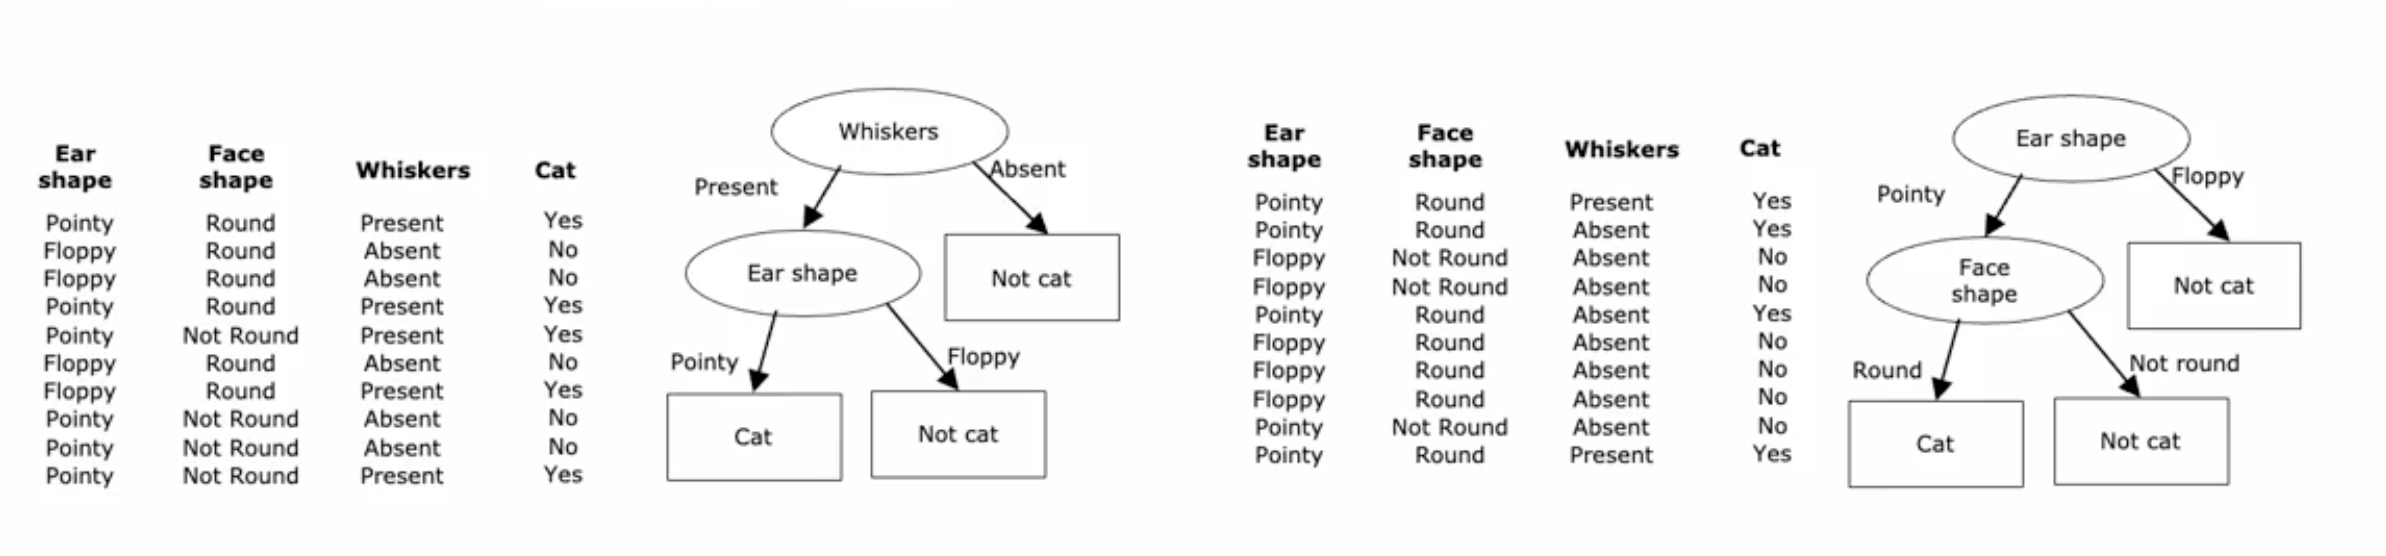 Ear shape Face shape Whiskers Cat
Pointy Round Present Yes
Floppy Round Absent No
Floppy Round Absent No
Pointy Round Present Yes
Pointy Not Round Present Yes
Floppy Round Absent No
Floppy Round Present Yes
Pointy Not Round Absent No
Pointy Not Round Absent No
Pointy Not Round Present Yes
Whiskers
Present
Absent
Ear shape
Not cat
Pointy
Floppy
Cat
Not cat
Ear shape Face shape Whiskers Cat
Pointy Round Present Yes
Pointy Round Absent Yes
Floppy Not Round Absent No
Floppy Not Round Absent No
Pointy Round Absent Yes
Floppy Round Absent No
Floppy Round Absent No
Floppy Round Absent No
Pointy Not Round Absent No
Pointy Round Present Yes
Ear shape
Pointy
Floppy
Face
shape
Not cat
Round
Not round
Cat
Not cat